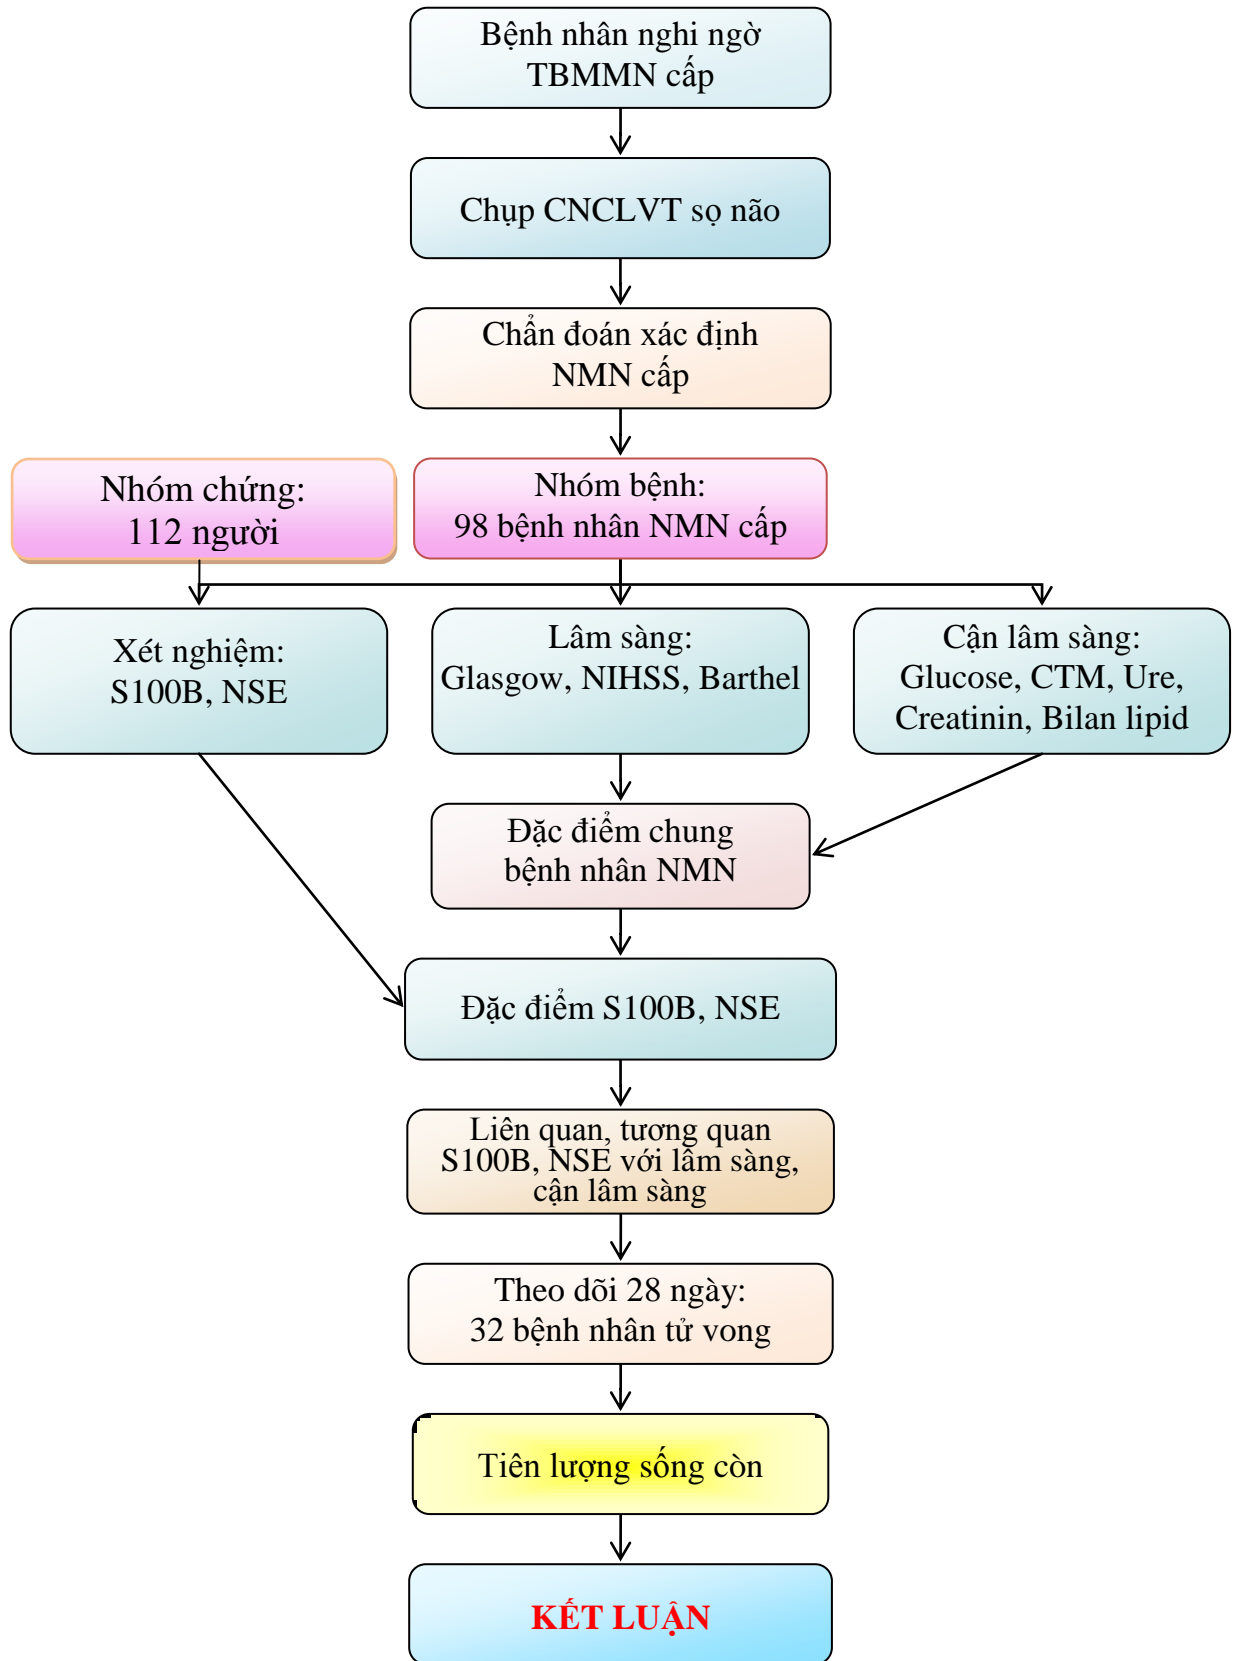 Bệnh nhân nghi ngờ
TBMMN cấp
Chụp CNCLVT sọ não
Chẩn đoán xác định
NMN cấp
Nhóm chứng:
112 người
Nhóm bệnh:
98 bệnh nhân NMN cấp
Xét nghiệm:
S100B, NSE
Lâm sàng:
Glasgow, NIHSS, Barthel
Cận lâm sàng:
Glucose, CTM, Ure,
Creatinin, Bilan lipid
Đặc điểm chung
bệnh nhân NMN
Đặc điểm S100B, NSE
Liên quan, tương quan
S100B, NSE với lâm sàng,
cận lâm sàng
Theo dõi 28 ngày:
32 bệnh nhân tử vong
Tiên lượng sống còn
KẾT LUẬN